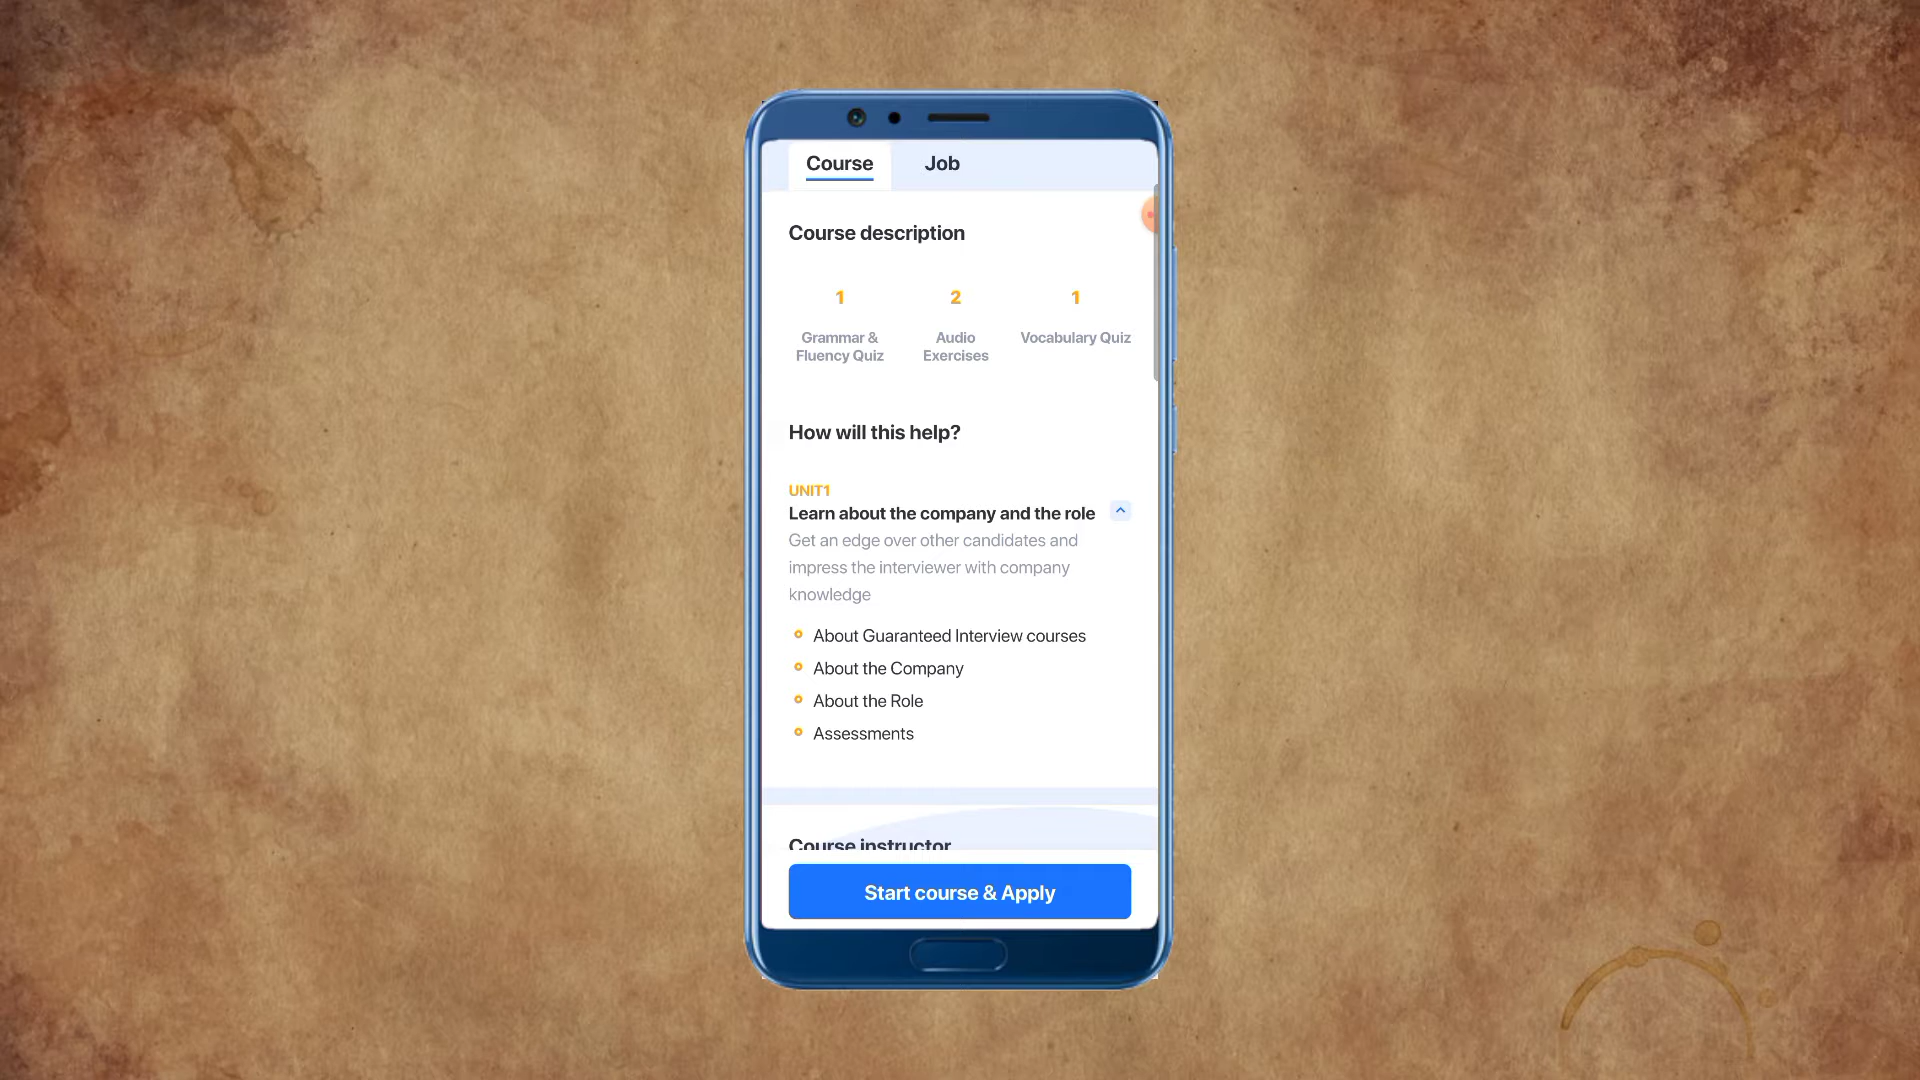 Course Job
Course description
1 2 1
Grammar & Audio Vocabulary Quiz
Fluency Quiz Exercises
How will this help?
UNIT1
Learn about the company and the role
Get an edge over other candidates and
impress the interviewer with company
knowledge
About Guaranteed Interview courses
About the Company
About the Role
Assessments
Course instructor
Start course & Apply